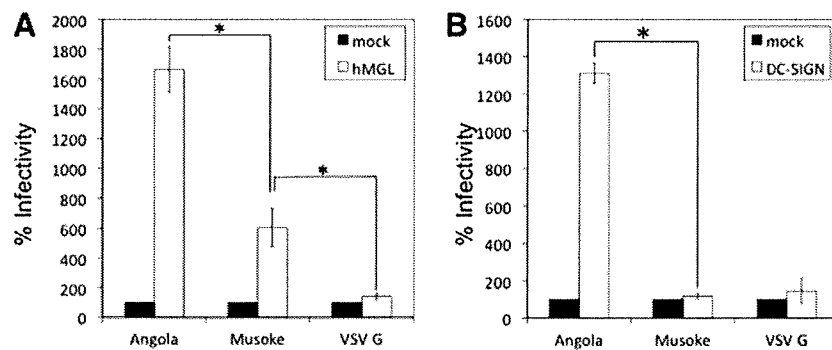 A
% Infectivity
2000
1800
1600
1400
1200
1000
800
600
400
200
0
*
*
mock
hMGL
Angola Musoke VSV G
B
% Infectivity
1600
1400
1200
1000
800
600
400
200
0
*
mock
DC-SIGN
Angola Musoke VSV G